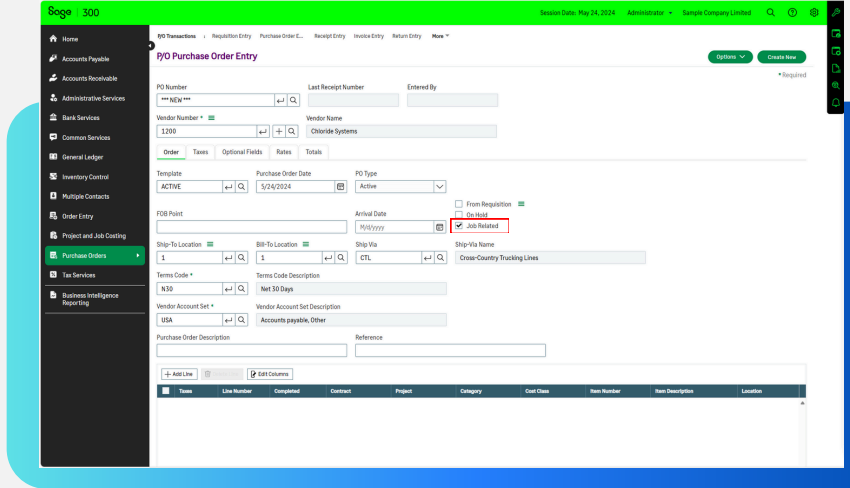 Sage 300
Session Date: May 24, 2024 Administrator Sample Company Limited
Home
Accounts Payable
Accounts Receivable
Administrative Services
Bank Services
Common Services
General Ledger
Inventory Control
Multiple Contacts
Order Entry
Project and Job Costing
Purchase Orders
Tax Services
Business Intelligence
Reporting
P/O Transactions : Requisition Entry Purchase Order E... Receipt Entry Invoice Entry Return Entry More
P/O Purchase Order Entry
Options Create New
* Required
PO Number Last Receipt Number Entered By
*** NEW ***
Vendor Number * Vendor Name
1200 Chloride Systems
Order Taxes Optional Fields Rates Totals
Template Purchase Order Date PO Type
ACTIVE 5/24/2024 Active
From Requisition
On Hold
Job Related
FOB Point Arrival Date
M/d/yyyy
Ship-To Location Bill-To Location Ship Via Ship-Via Name
1 1 CTL Cross-Country Trucking Lines
Terms Code * Terms Code Description
N30 Net 30 Days
Vendor Account Set * Vendor Account Set Description
USA Accounts payable, Other
Purchase Order Description Reference
+ Add Line Edit Columns
Taxes Line Number Completed Contract Project Category Cost Class Item Number Item Description Location